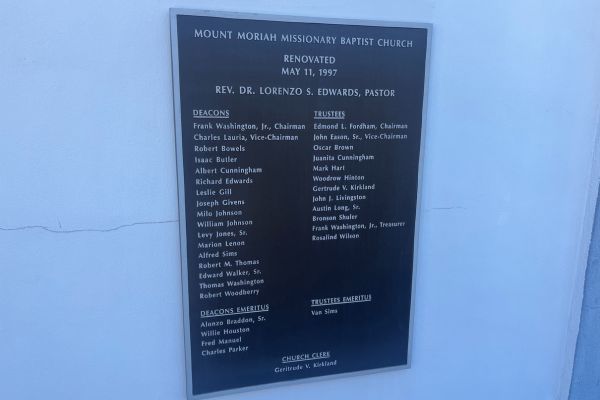 MOUNT MORIAH MISSIONARY BAPTIST CHURCH
RENOVATED
MAY 11, 1997
REV. DR. LORENZO S. EDWARDS, PASTOR
DEACONS
Frank Washington, Jr., Chairman
Charles Lauria, Vice-Chairman
Robert Bowels
Isaac Butler
Albert Cunningham
Richard Edwards
Leslie Gill
Joseph Givens
Milo Johnson
William Johnson
Levy Jones, Sr.
Marion Lenon
Alfred Sims
Robert M. Thomas
Edward Walker, Sr.
Thomas Washington
Robert Woodberry
TRUSTEES
Edmond L. Fordham, Chairman
John Eason, Sr., Vice-Chairman
Oscar Brown
Juanita Cunningham
Mark Hart
Woodrow Hinton
Gertrude V. Kirkland
John J. Livingston
Austin Long, Sr.
Bronson Shuler
Frank Washington, Jr., Treasurer
Rosalind Wilson
DEACONS EMERITUS
Alonzo Braddon, Sr.
Willie Houston
Fred Manuel
Charles Parker
TRUSTEES EMERITUS
Van Sims
CHURCH CLERK
Geritrude V. Kirkland